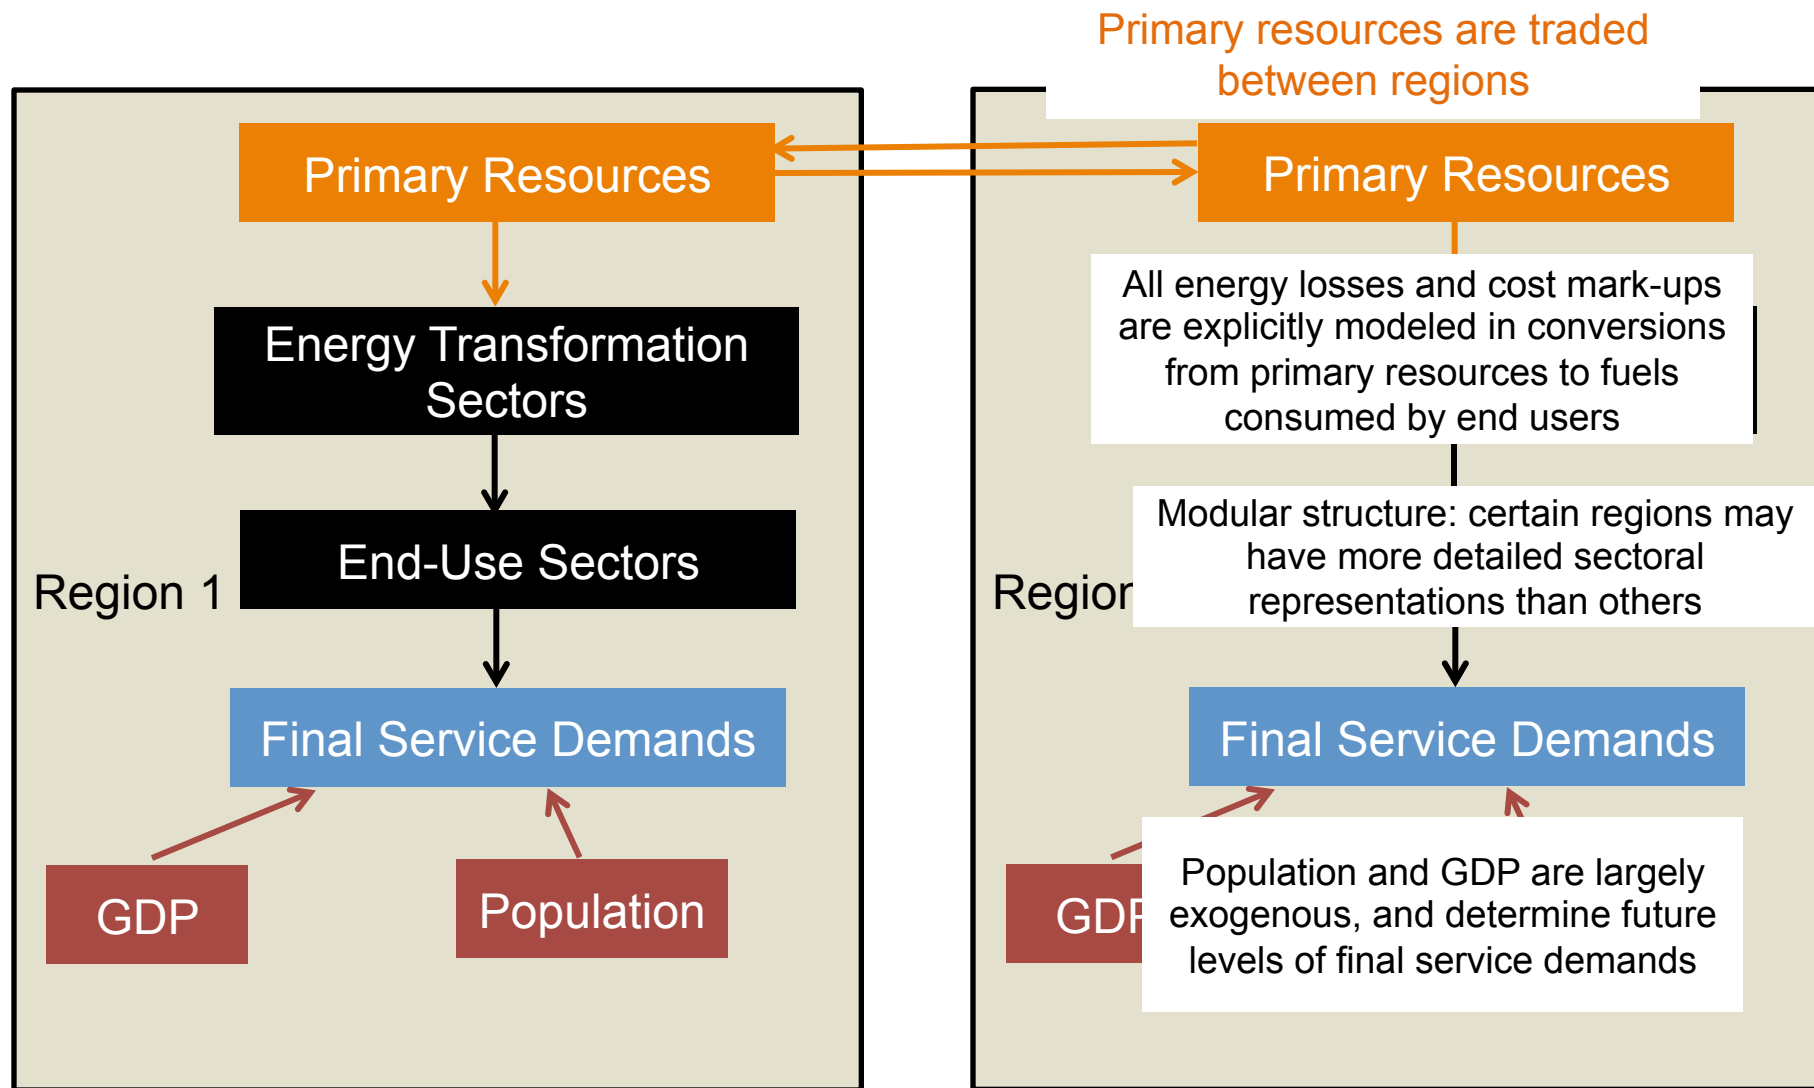 Primary resources are traded
between regions
Primary Resources
Energy Transformation
Sectors
End-Use Sectors
Region 1
Final Service Demands
GDP
Population
Primary Resources
All energy losses and cost mark-ups
are explicitly modeled in conversions
from primary resources to fuels
consumed by end users
Modular structure: certain regions may
have more detailed sectoral
representations than others
Region
Final Service Demands
Population and GDP are largely
exogenous, and determine future
levels of final service demands